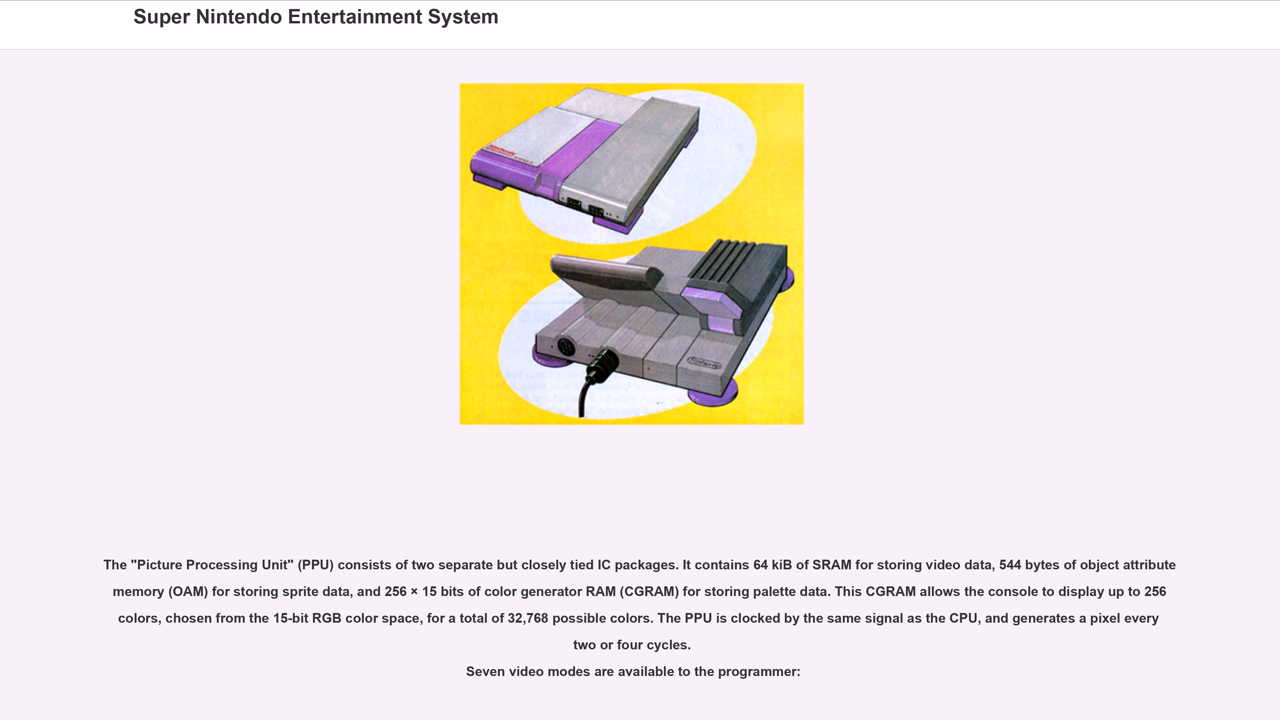 Super Nintendo Entertainment System
The "Picture Processing Unit" (PPU) consists of two separate but closely tied IC packages. It contains 64 kiB of SRAM for storing video data, 544 bytes of object attribute
memory (OAM) for storing sprite data, and 256 × 15 bits of color generator RAM (CGRAM) for storing palette data. This CGRAM allows the console to display up to 256
colors, chosen from the 15-bit RGB color space, for a total of 32,768 possible colors. The PPU is clocked by the same signal as the CPU, and generates a pixel every
two or four cycles.
Seven video modes are available to the programmer: